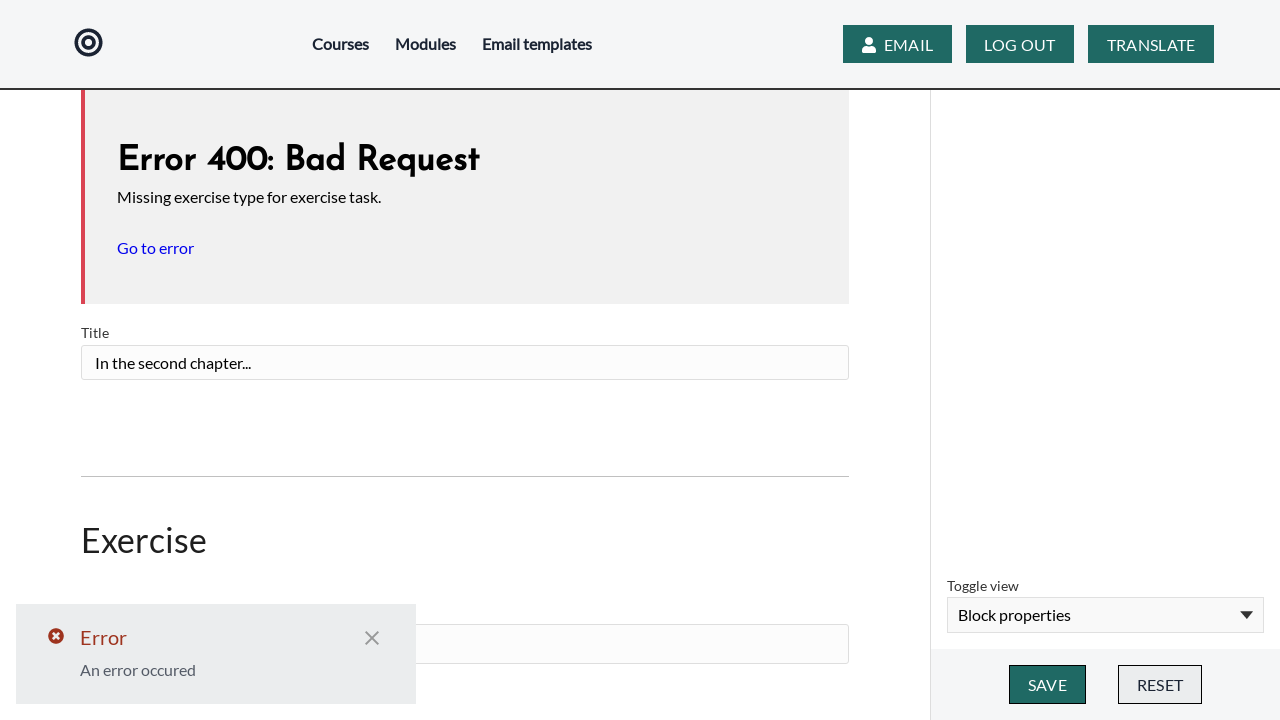 Courses Modules Email templates EMAIL LOG OUT TRANSLATE
Error 400: Bad Request
Missing exercise type for exercise task.
Go to error
Title
In the second chapter...
Exercise
Error
An error occured
Toggle view
Block properties
SAVE RESET